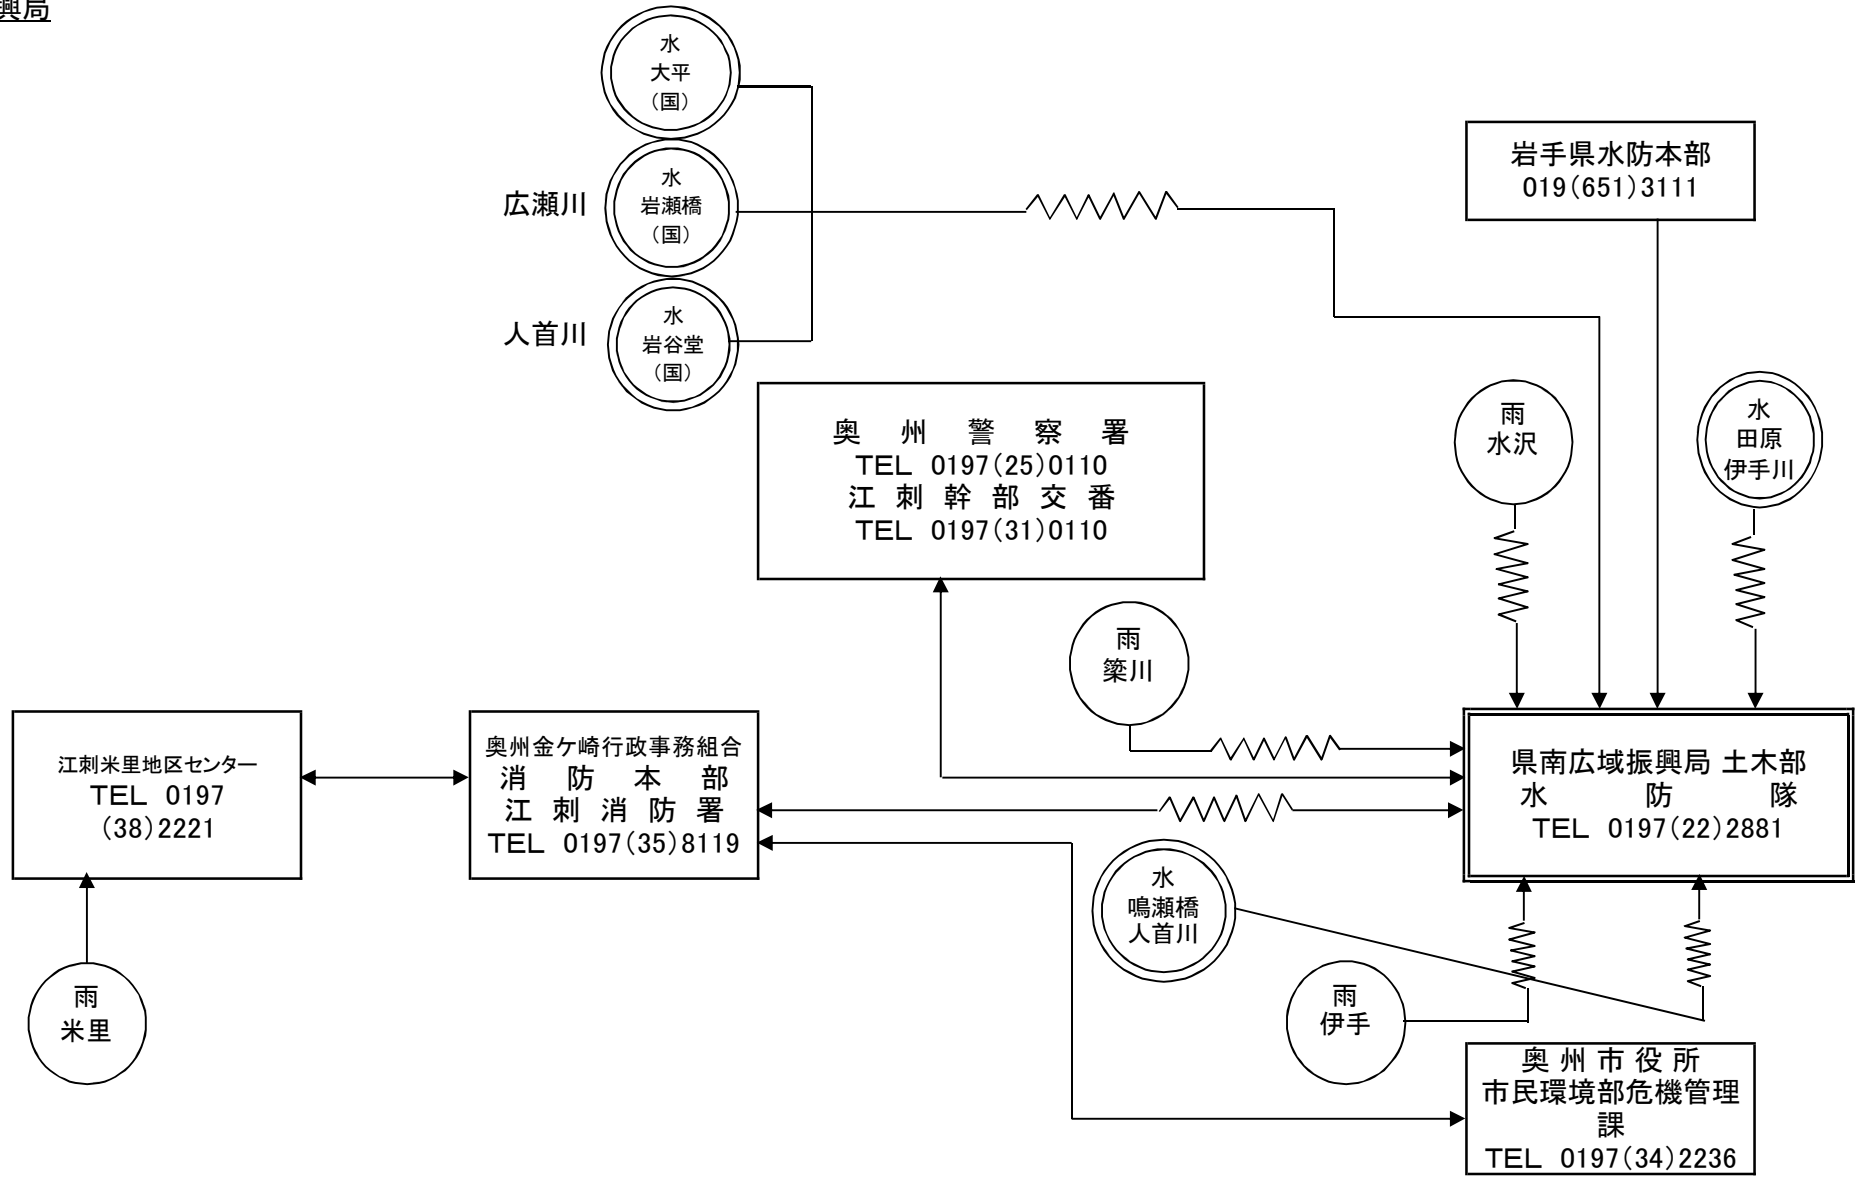 興局
水
大平
（国）
広瀬川
水
岩瀬橋
（国）
人首川
水
岩谷堂
（国）
岩手県水防本部
019(651)3111
奥州警察署
TEL 0197(25)0110
江刺幹部交番
TEL 0197(31)0110
雨
水沢
水
田原
伊手川
雨
簗川
江刺米里地区センター
TEL 0197
(38)2221
奥州金ケ崎行政事務組合
消防本部
江刺消防署
TEL 0197(35)8119
県南広域振興局 土木部
水防隊
TEL 0197(22)2881
水
鳴瀬橋
人首川
雨
伊手
雨
米里
奥州市役所
市民環境部危機管理
課
TEL 0197(34)2236